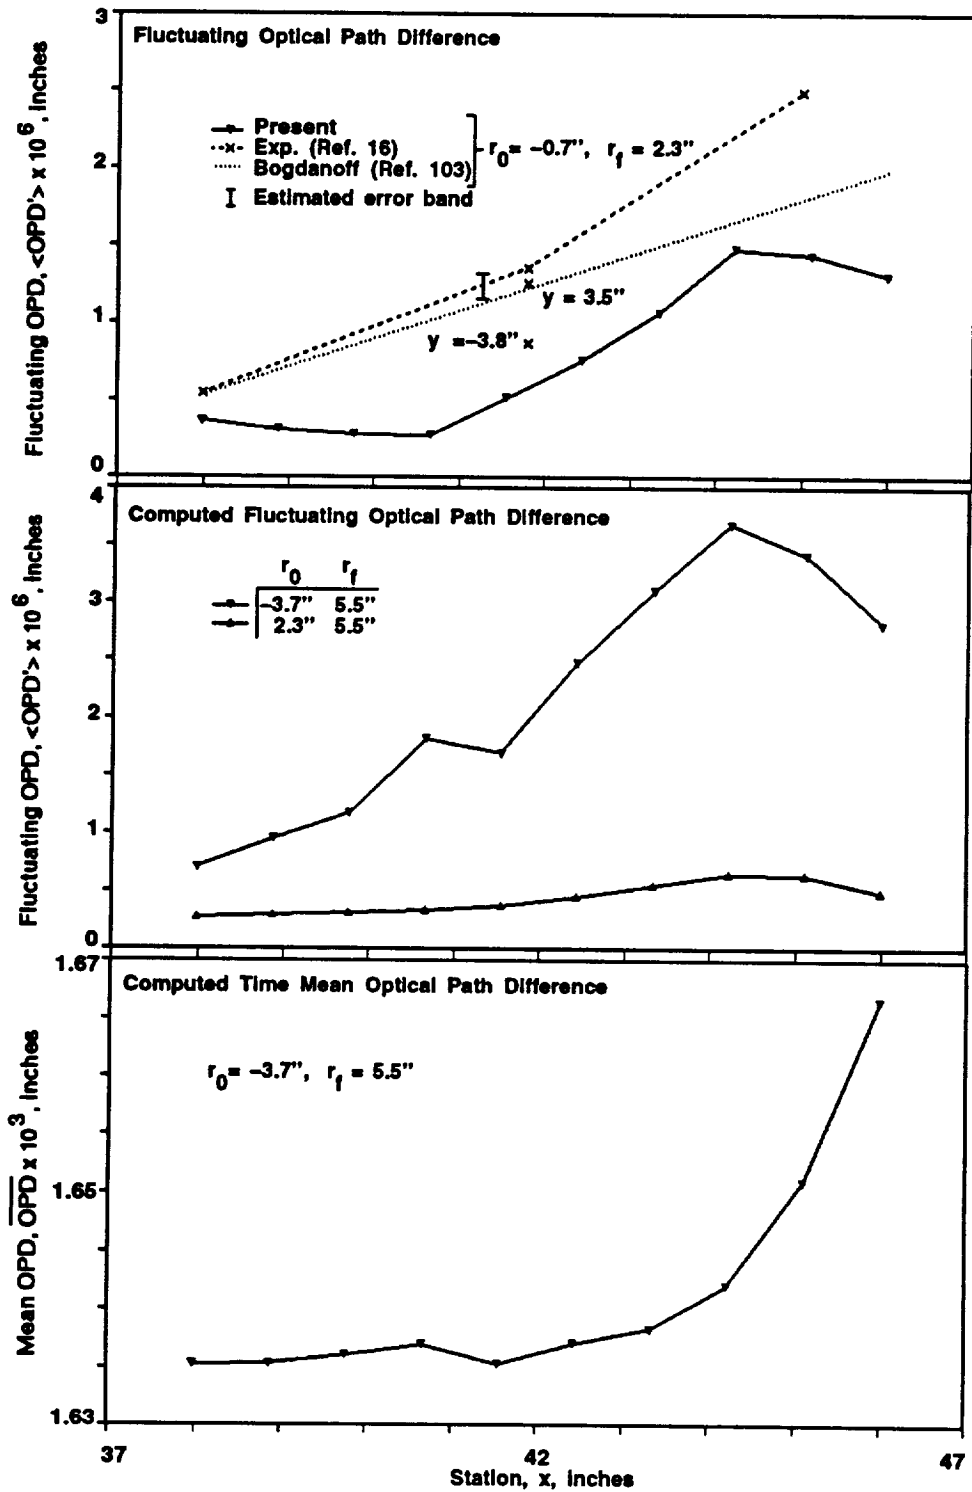 Fluctuating Optical Path Difference
Fluctuating OPD, <OPD'> x 10^6, inches
3
2
1
0
Present
Exp. (Ref. 16)
Bogdanoff (Ref. 103)
r0= -0.7", rf = 2.3"
Estimated error band
y = 3.5"
y =-3.8"
Computed Fluctuating Optical Path Difference
Fluctuating OPD, <OPD'> x 10^6, inches
4
3
2
1
0
r0 rf
-3.7" 5.5"
2.3" 5.5"
Computed Time Mean Optical Path Difference
Mean OPD, OPD x 10^3, inches
1.67
1.65
1.63
r0= -3.7", rf = 5.5"
37 42 47
Station, x, inches